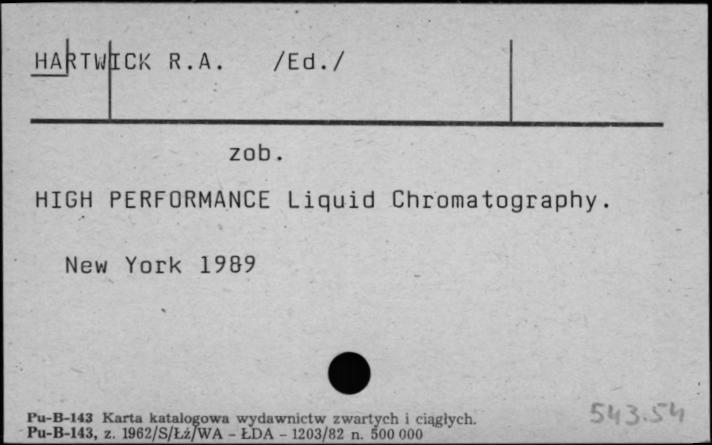 HARTWICK R.A. /Ed./
zob.
HIGH PERFORMANCE Liquid Chromatography.
New York 1989
543.54
Pu-B-143 Karta katalogowa wydawnictw zwartych i ciągłych.
Pu-B-143, z. 1962/S/Łź/WA - ŁDA - 1203/82 n. 500 000